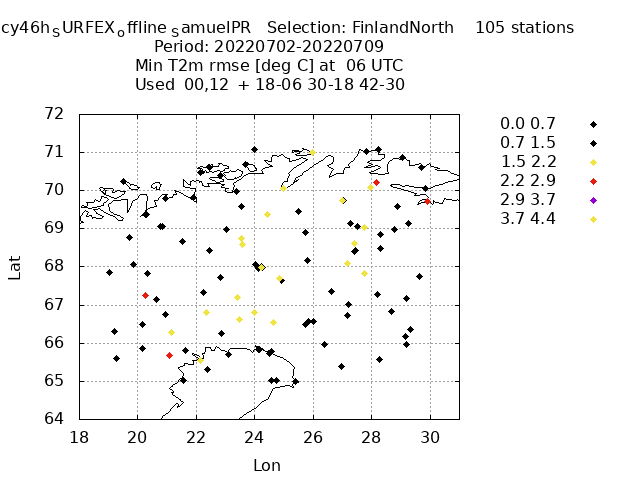 cy46h_SURFEX_offline_SamuelPR Selection: FinlandNorth 105 stations
Period: 20220702-20220709
Min T2m rmse [deg C] at 06 UTC
Used 00,12 + 18-06 30-18 42-30
72
71
70
69
68
67
66
65
64
18 20 22 24 26 28 30
Lat
Lon
0.0 0.7
0.7 1.5
1.5 2.2
2.2 2.9
2.9 3.7
3.7 4.4